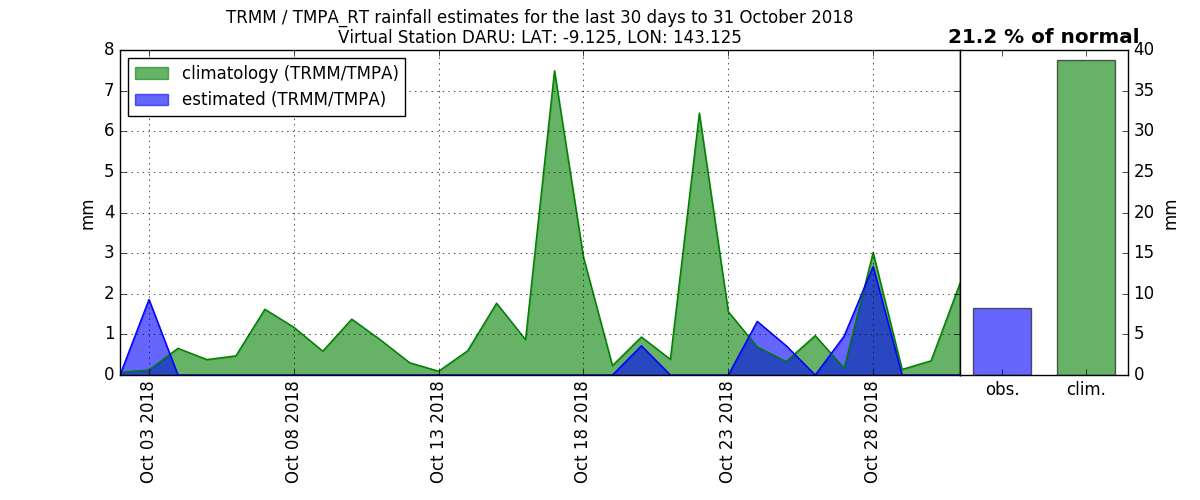 TRMM / TMPA_RT rainfall estimates for the last 30 days to 31 October 2018
Virtual Station DARU: LAT: -9.125, LON: 143.125
21.2 % of normal
climatology (TRMM/TMPA)
estimated (TRMM/TMPA)
8
7
6
5
4
3
2
1
0
mm
40
35
30
25
20
15
10
5
0
mm
Oct 03 2018
Oct 08 2018
Oct 13 2018
Oct 18 2018
Oct 23 2018
Oct 28 2018
obs.
clim.